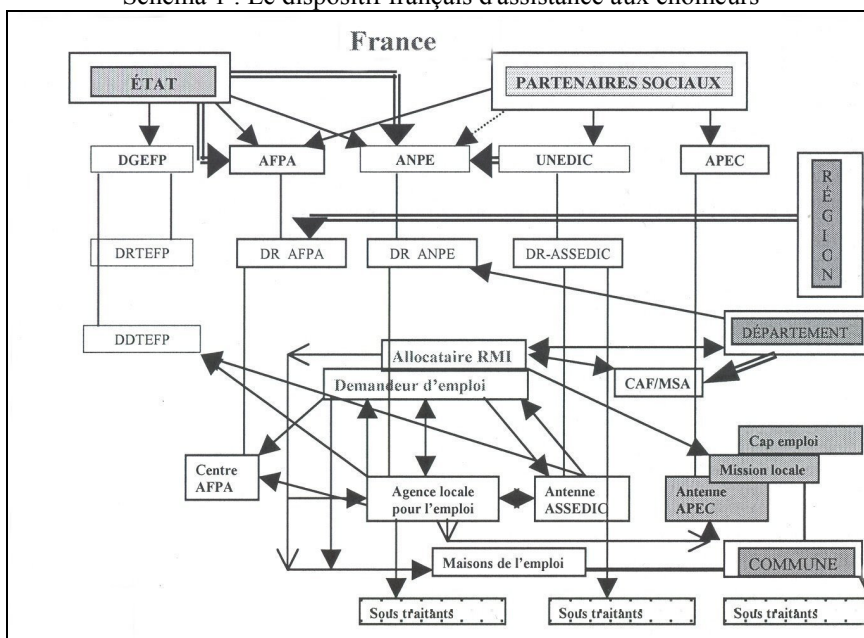 Schéma 1 : Le dispositif français d'assistance aux chômeurs
France
ÉTAT
PARTENAIRES SOCIAUX
DGEFP
AFPA
ANPE
UNEDIC
APEC
RÉGION
DRTEFP
DR AFPA
DR ANPE
DR-ASSEDIC
DDTEFP
DÉPARTEMENT
Allocataire RMI
Demandeur d'emploi
CAF/MSA
Cap emploi
Mission locale
Centre
AFPA
Agence locale
pour l'emploi
Antenne
ASSEDIC
Antenne
APEC
Maisons de l'emploi
COMMUNE
Sous traitants
Sous traitants
Sous traitants